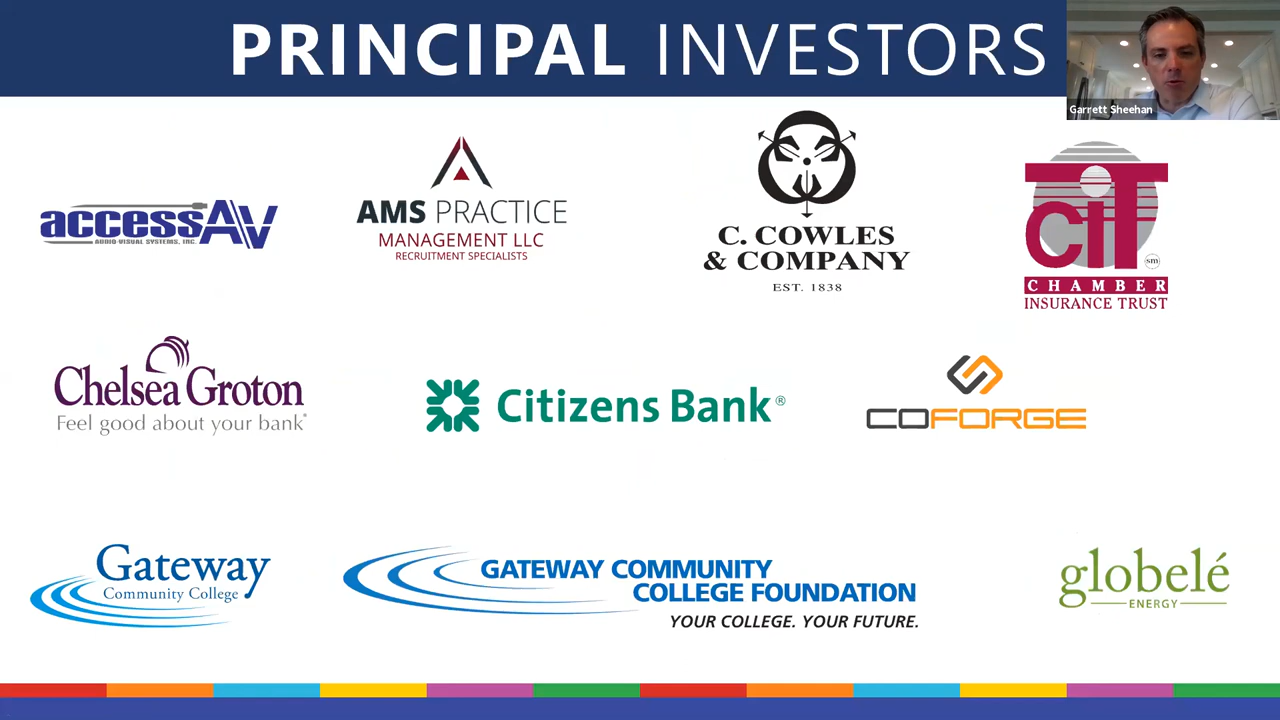 PRINCIPAL INVESTORS
Garrett Sheehan
accessAV
AUDIO-VISUAL SYSTEMS, INC.
AMS PRACTICE
MANAGEMENT LLC
RECRUITMENT SPECIALISTS
C. COWLES
& COMPANY
EST. 1838
CiT
sm
CHAMBER
INSURANCE TRUST
Chelsea Groton
Feel good about your bank®
Citizens Bank®
COFORGE
Gateway
Community College
GATEWAY COMMUNITY
COLLEGE FOUNDATION
YOUR COLLEGE. YOUR FUTURE.
globelé
ENERGY